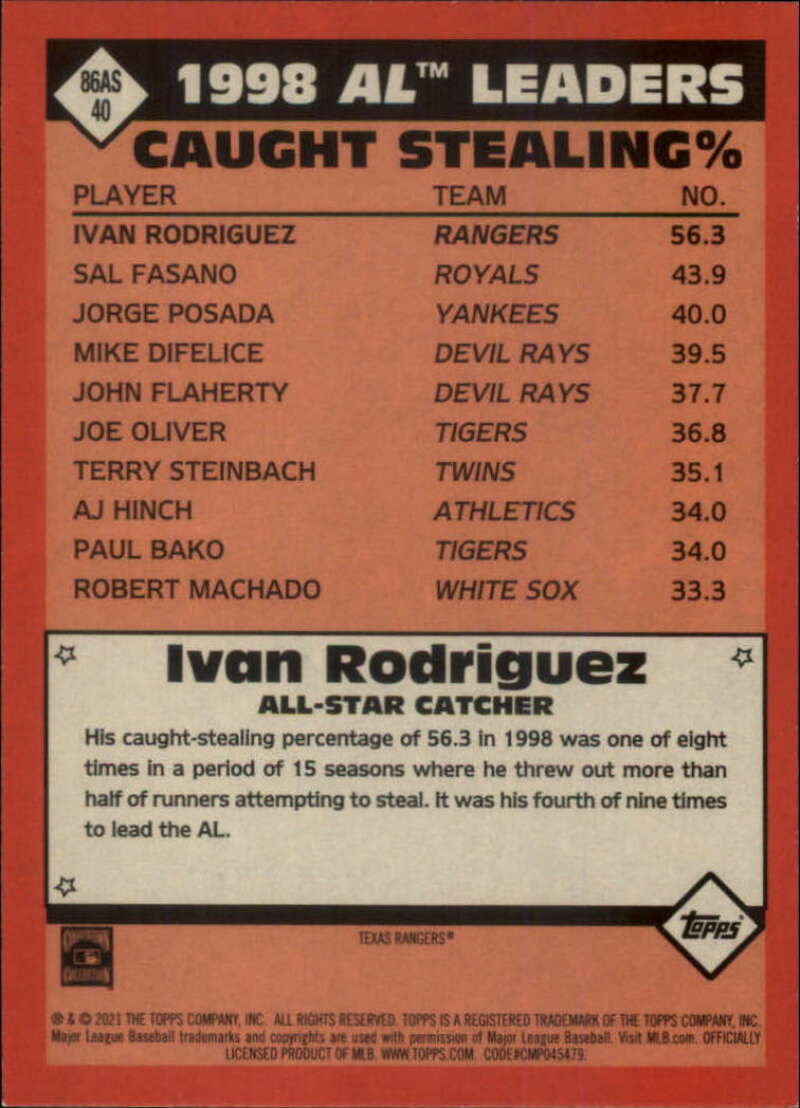 86AS
40
1998 AL™ LEADERS
CAUGHT STEALING%
PLAYER TEAM NO.
IVAN RODRIGUEZ RANGERS 56.3
SAL FASANO ROYALS 43.9
JORGE POSADA YANKEES 40.0
MIKE DIFELICE DEVIL RAYS 39.5
JOHN FLAHERTY DEVIL RAYS 37.7
JOE OLIVER TIGERS 36.8
TERRY STEINBACH TWINS 35.1
AJ HINCH ATHLETICS 34.0
PAUL BAKO TIGERS 34.0
ROBERT MACHADO WHITE SOX 33.3
Ivan Rodriguez
ALL-STAR CATCHER
His caught-stealing percentage of 56.3 in 1998 was one of eight
times in a period of 15 seasons where he threw out more than
half of runners attempting to steal. It was his fourth of nine times
to lead the AL.
Topps®
COLLECTION
TEXAS RANGERS®
® & © 2021 THE TOPPS COMPANY, INC. ALL RIGHTS RESERVED. TOPPS IS A REGISTERED TRADEMARK OF THE TOPPS COMPANY, INC.
Major League Baseball trademarks and copyrights are used with permission of Major League Baseball. Visit MLB.com. OFFICIALLY
LICENSED PRODUCT OF MLB. WWW.TOPPS.COM. CODE#CMP045479.